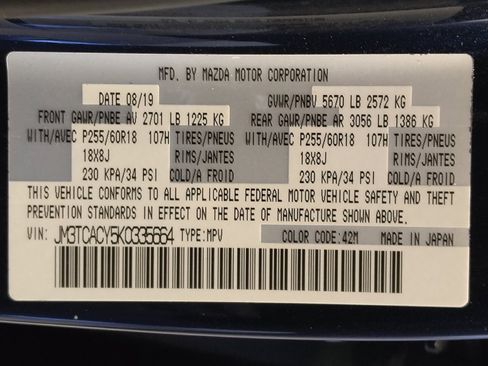 MFD. BY MAZDA MOTOR CORPORATION
DATE 08/19 GVWR/PNBV 5670 LB 2572 KG
FRONT GAWR/PNBE AV 2701 LB 1225 KG REAR GAWR/PNBE AR 3056 LB 1386 KG
WITH/AVEC P255/60R18 107H TIRES/PNEUS WITH/AVEC P255/60R18 107H TIRES/PNEUS
18X8J RIMS/JANTES 18X8J RIMS/JANTES
230 KPA/34 PSI COLD/A FROID 230 KPA/34 PSI COLD/A FROID
THIS VEHICLE CONFORMS TO ALL APPLICABLE FEDERAL MOTOR VEHICLE SAFETY AND THEFT
PREVENTION STANDARDS IN EFFECT ON THE DATE OF MANUFACTURE SHOWN ABOVE.
VIN: JM3TCACY5K0335664 TYPE:MPV COLOR CODE:42M MADE IN JAPAN